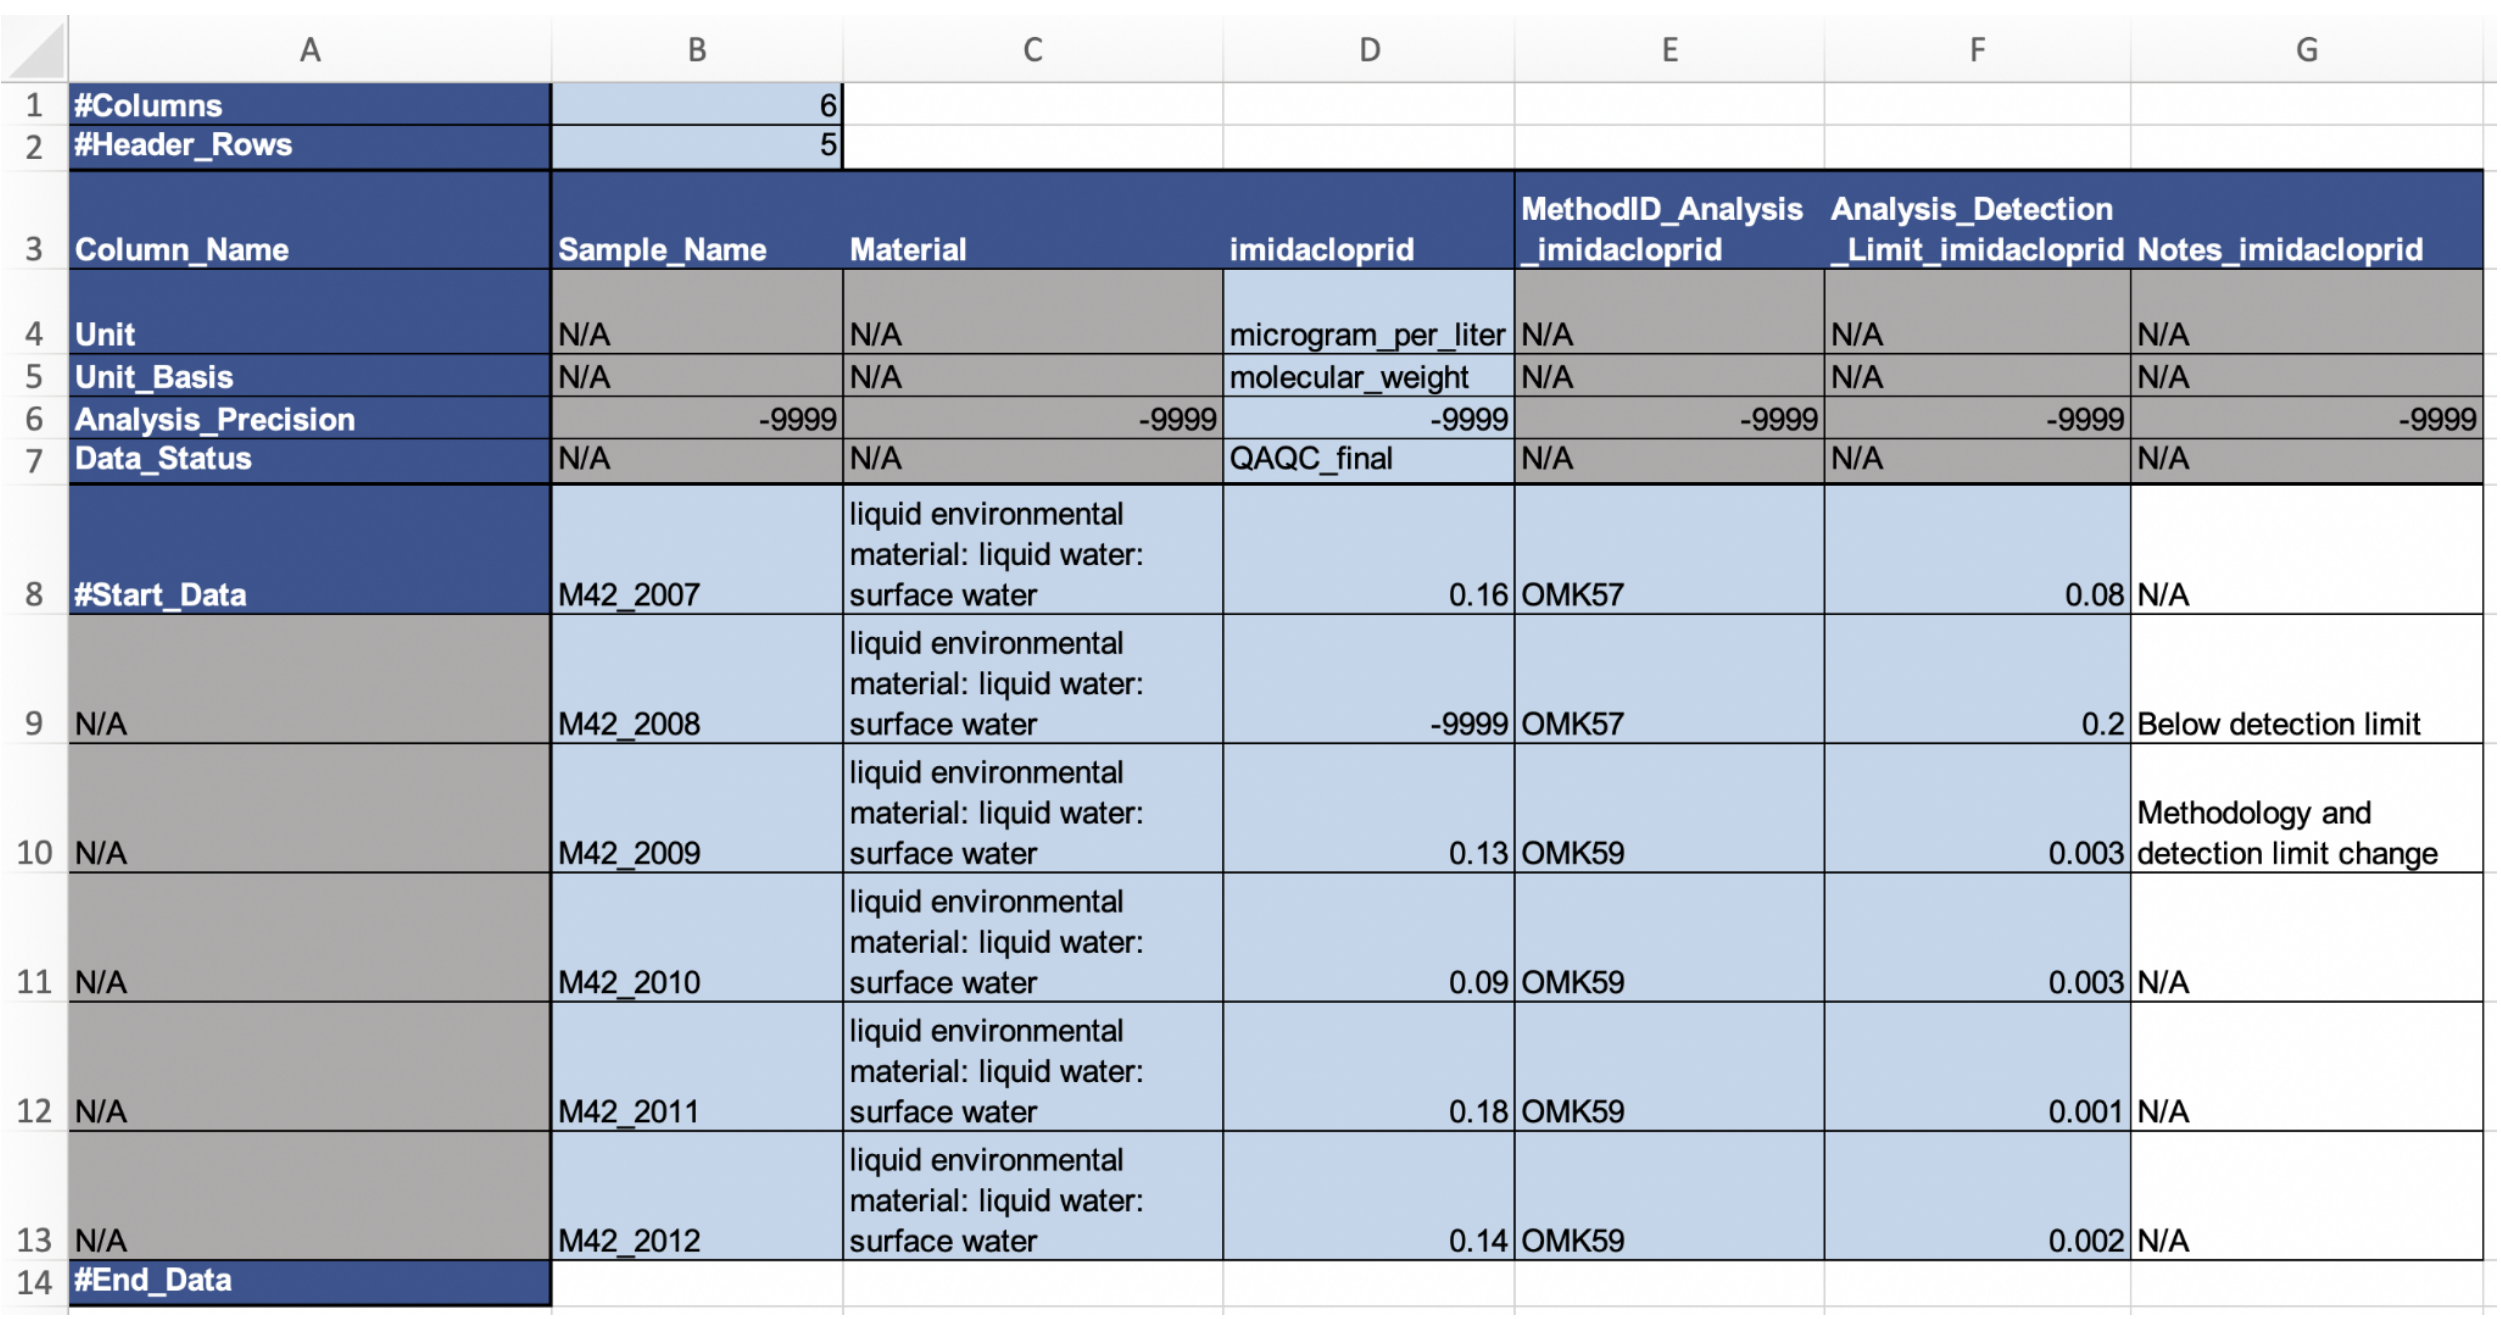 A B C D E F G
1 #Columns 6
2 #Header_Rows 5
MethodID_Analysis Analysis_Detection
3 Column_Name Sample_Name Material imidacloprid _imidacloprid _Limit_imidacloprid Notes_imidacloprid
4 Unit N/A N/A microgram_per_liter N/A N/A N/A
5 Unit_Basis N/A N/A molecular_weight N/A N/A N/A
6 Analysis_Precision -9999 -9999 -9999 -9999 -9999 -9999
7 Data_Status N/A N/A QAQC_final N/A N/A N/A
liquid environmental
material: liquid water:
8 #Start_Data M42_2007 surface water 0.16 OMK57 0.08 N/A
liquid environmental
material: liquid water:
9 N/A M42_2008 surface water -9999 OMK57 0.2 Below detection limit
liquid environmental
material: liquid water: Methodology and
10 N/A M42_2009 surface water 0.13 OMK59 0.003 detection limit change
liquid environmental
material: liquid water:
11 N/A M42_2010 surface water 0.09 OMK59 0.003 N/A
liquid environmental
material: liquid water:
12 N/A M42_2011 surface water 0.18 OMK59 0.001 N/A
liquid environmental
material: liquid water:
13 N/A M42_2012 surface water 0.14 OMK59 0.002 N/A
14 #End_Data